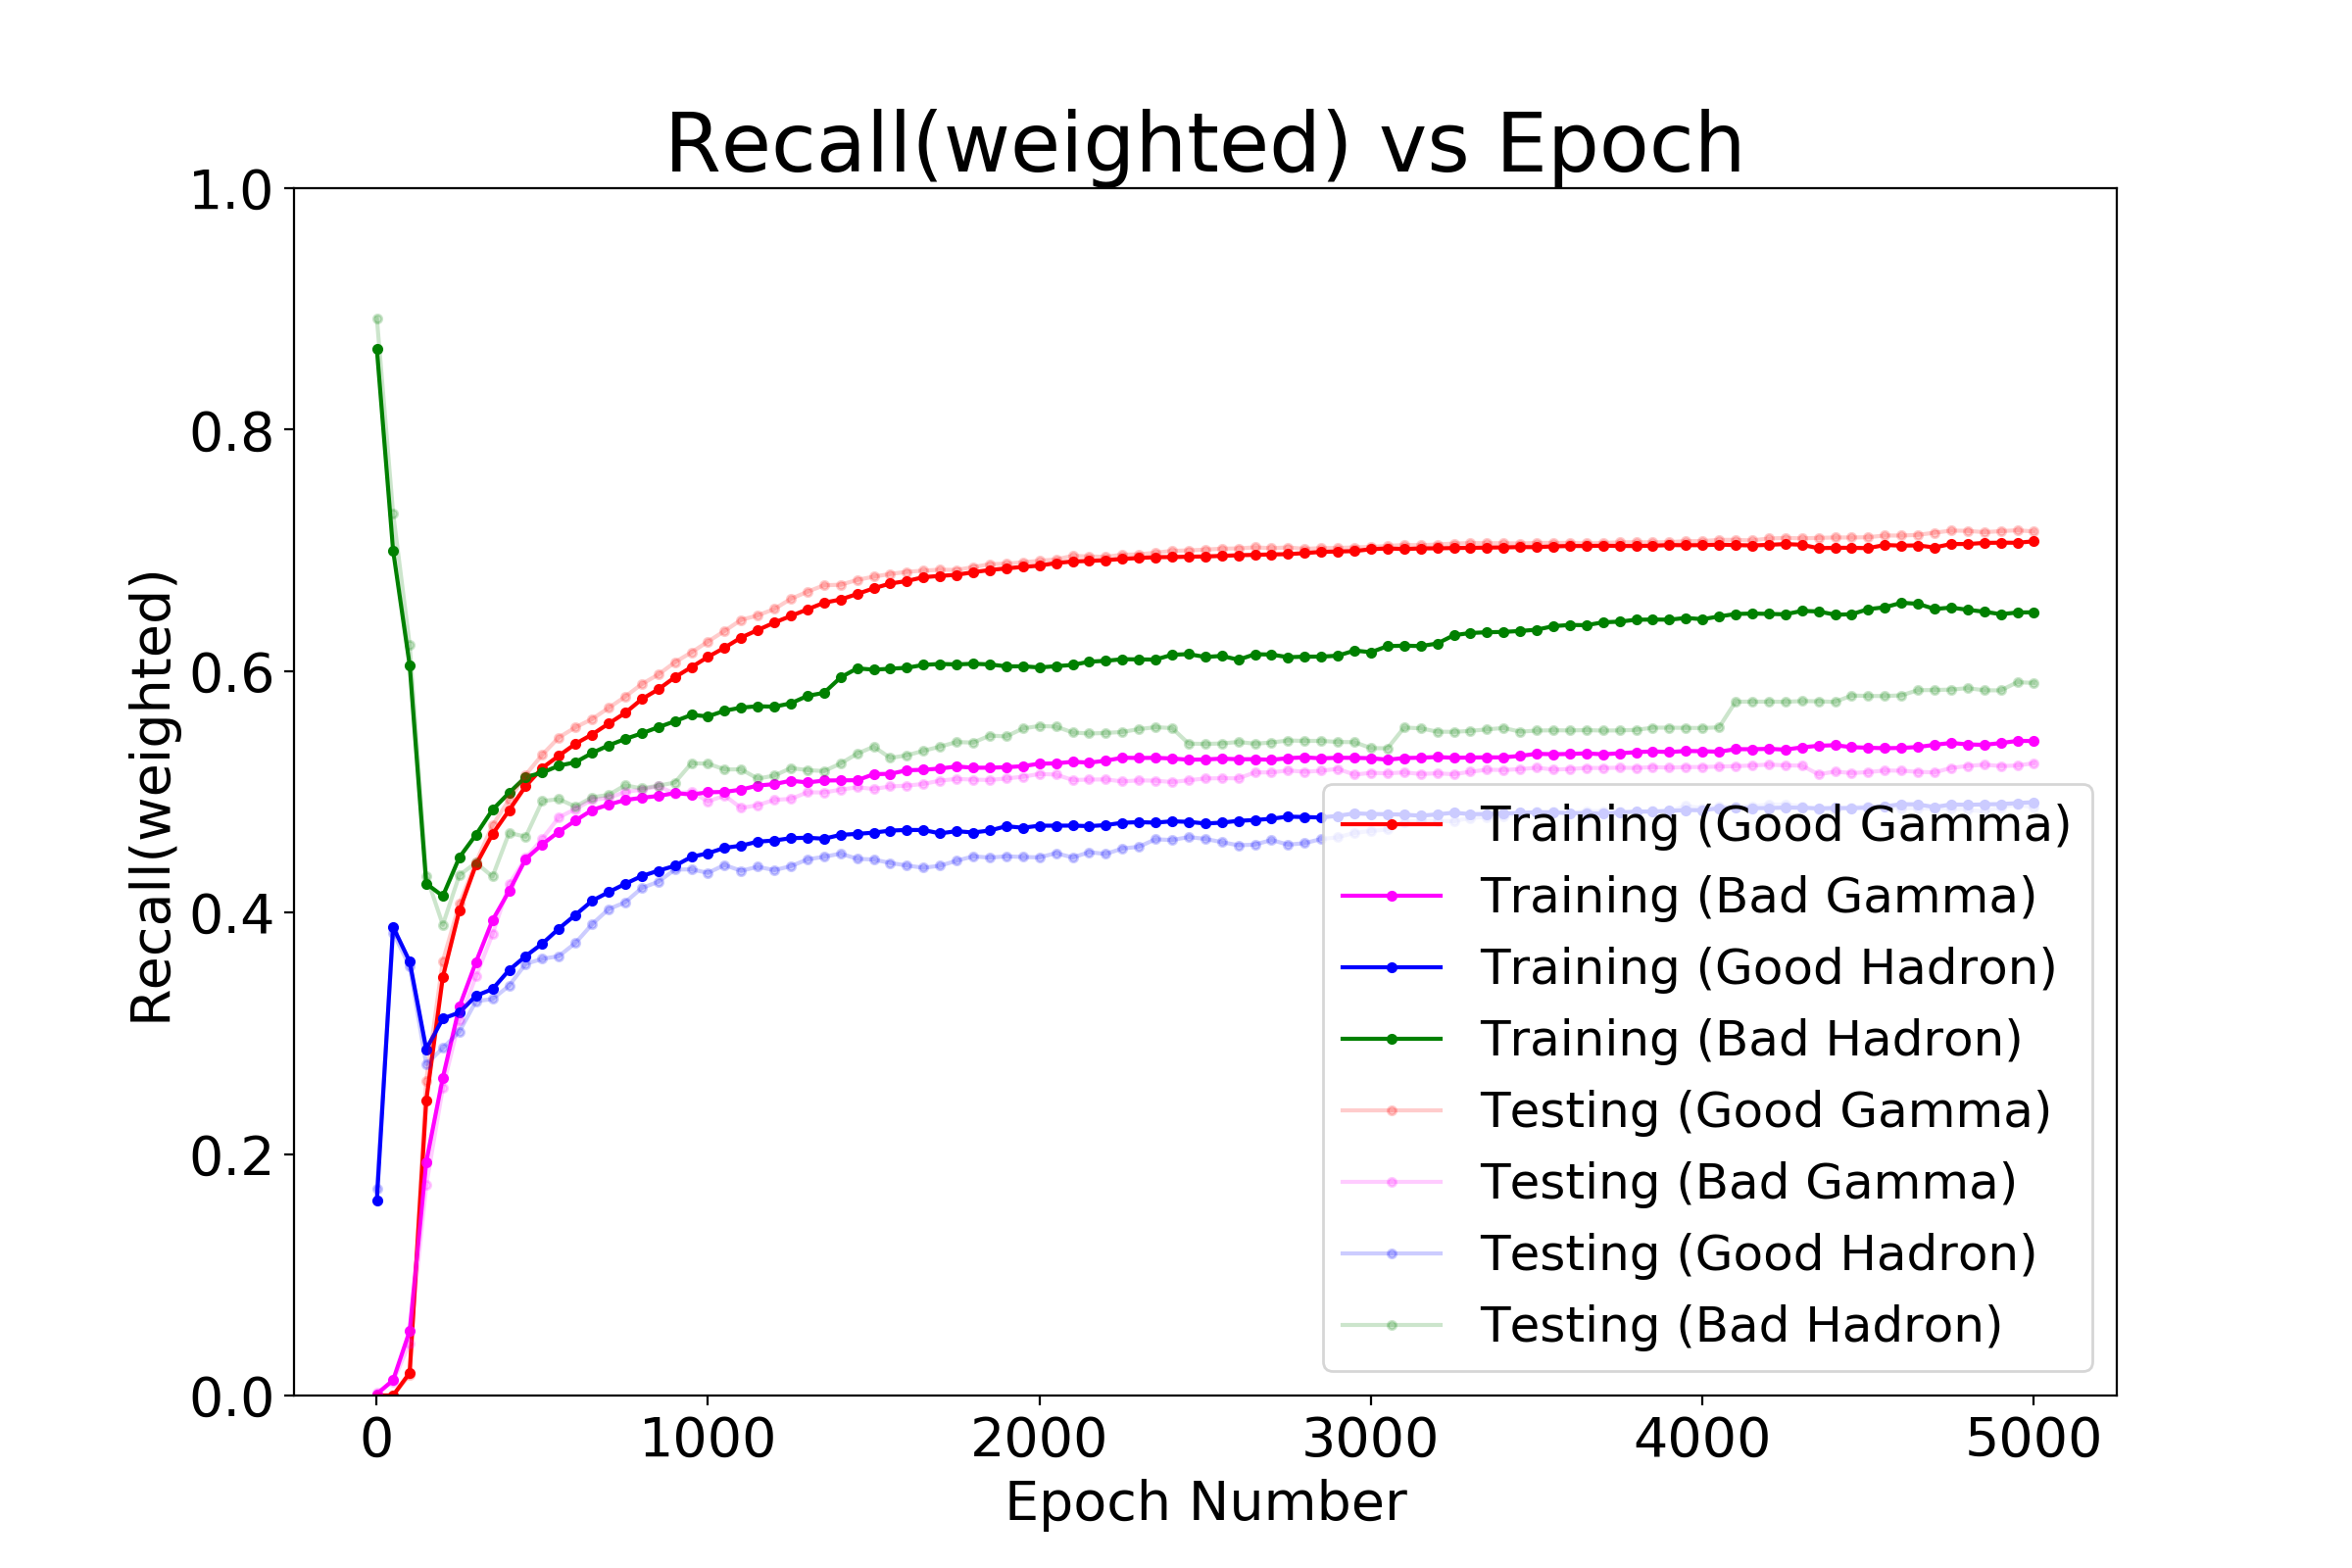 Recall(weighted) vs Epoch
1.0
0.8
0.6
0.4
0.2
0.0
Recall(weighted)
0
1000
2000
3000
4000
5000
Epoch Number
Training (Good Gamma)
Training (Bad Gamma)
Training (Good Hadron)
Training (Bad Hadron)
Testing (Good Gamma)
Testing (Bad Gamma)
Testing (Good Hadron)
Testing (Bad Hadron)